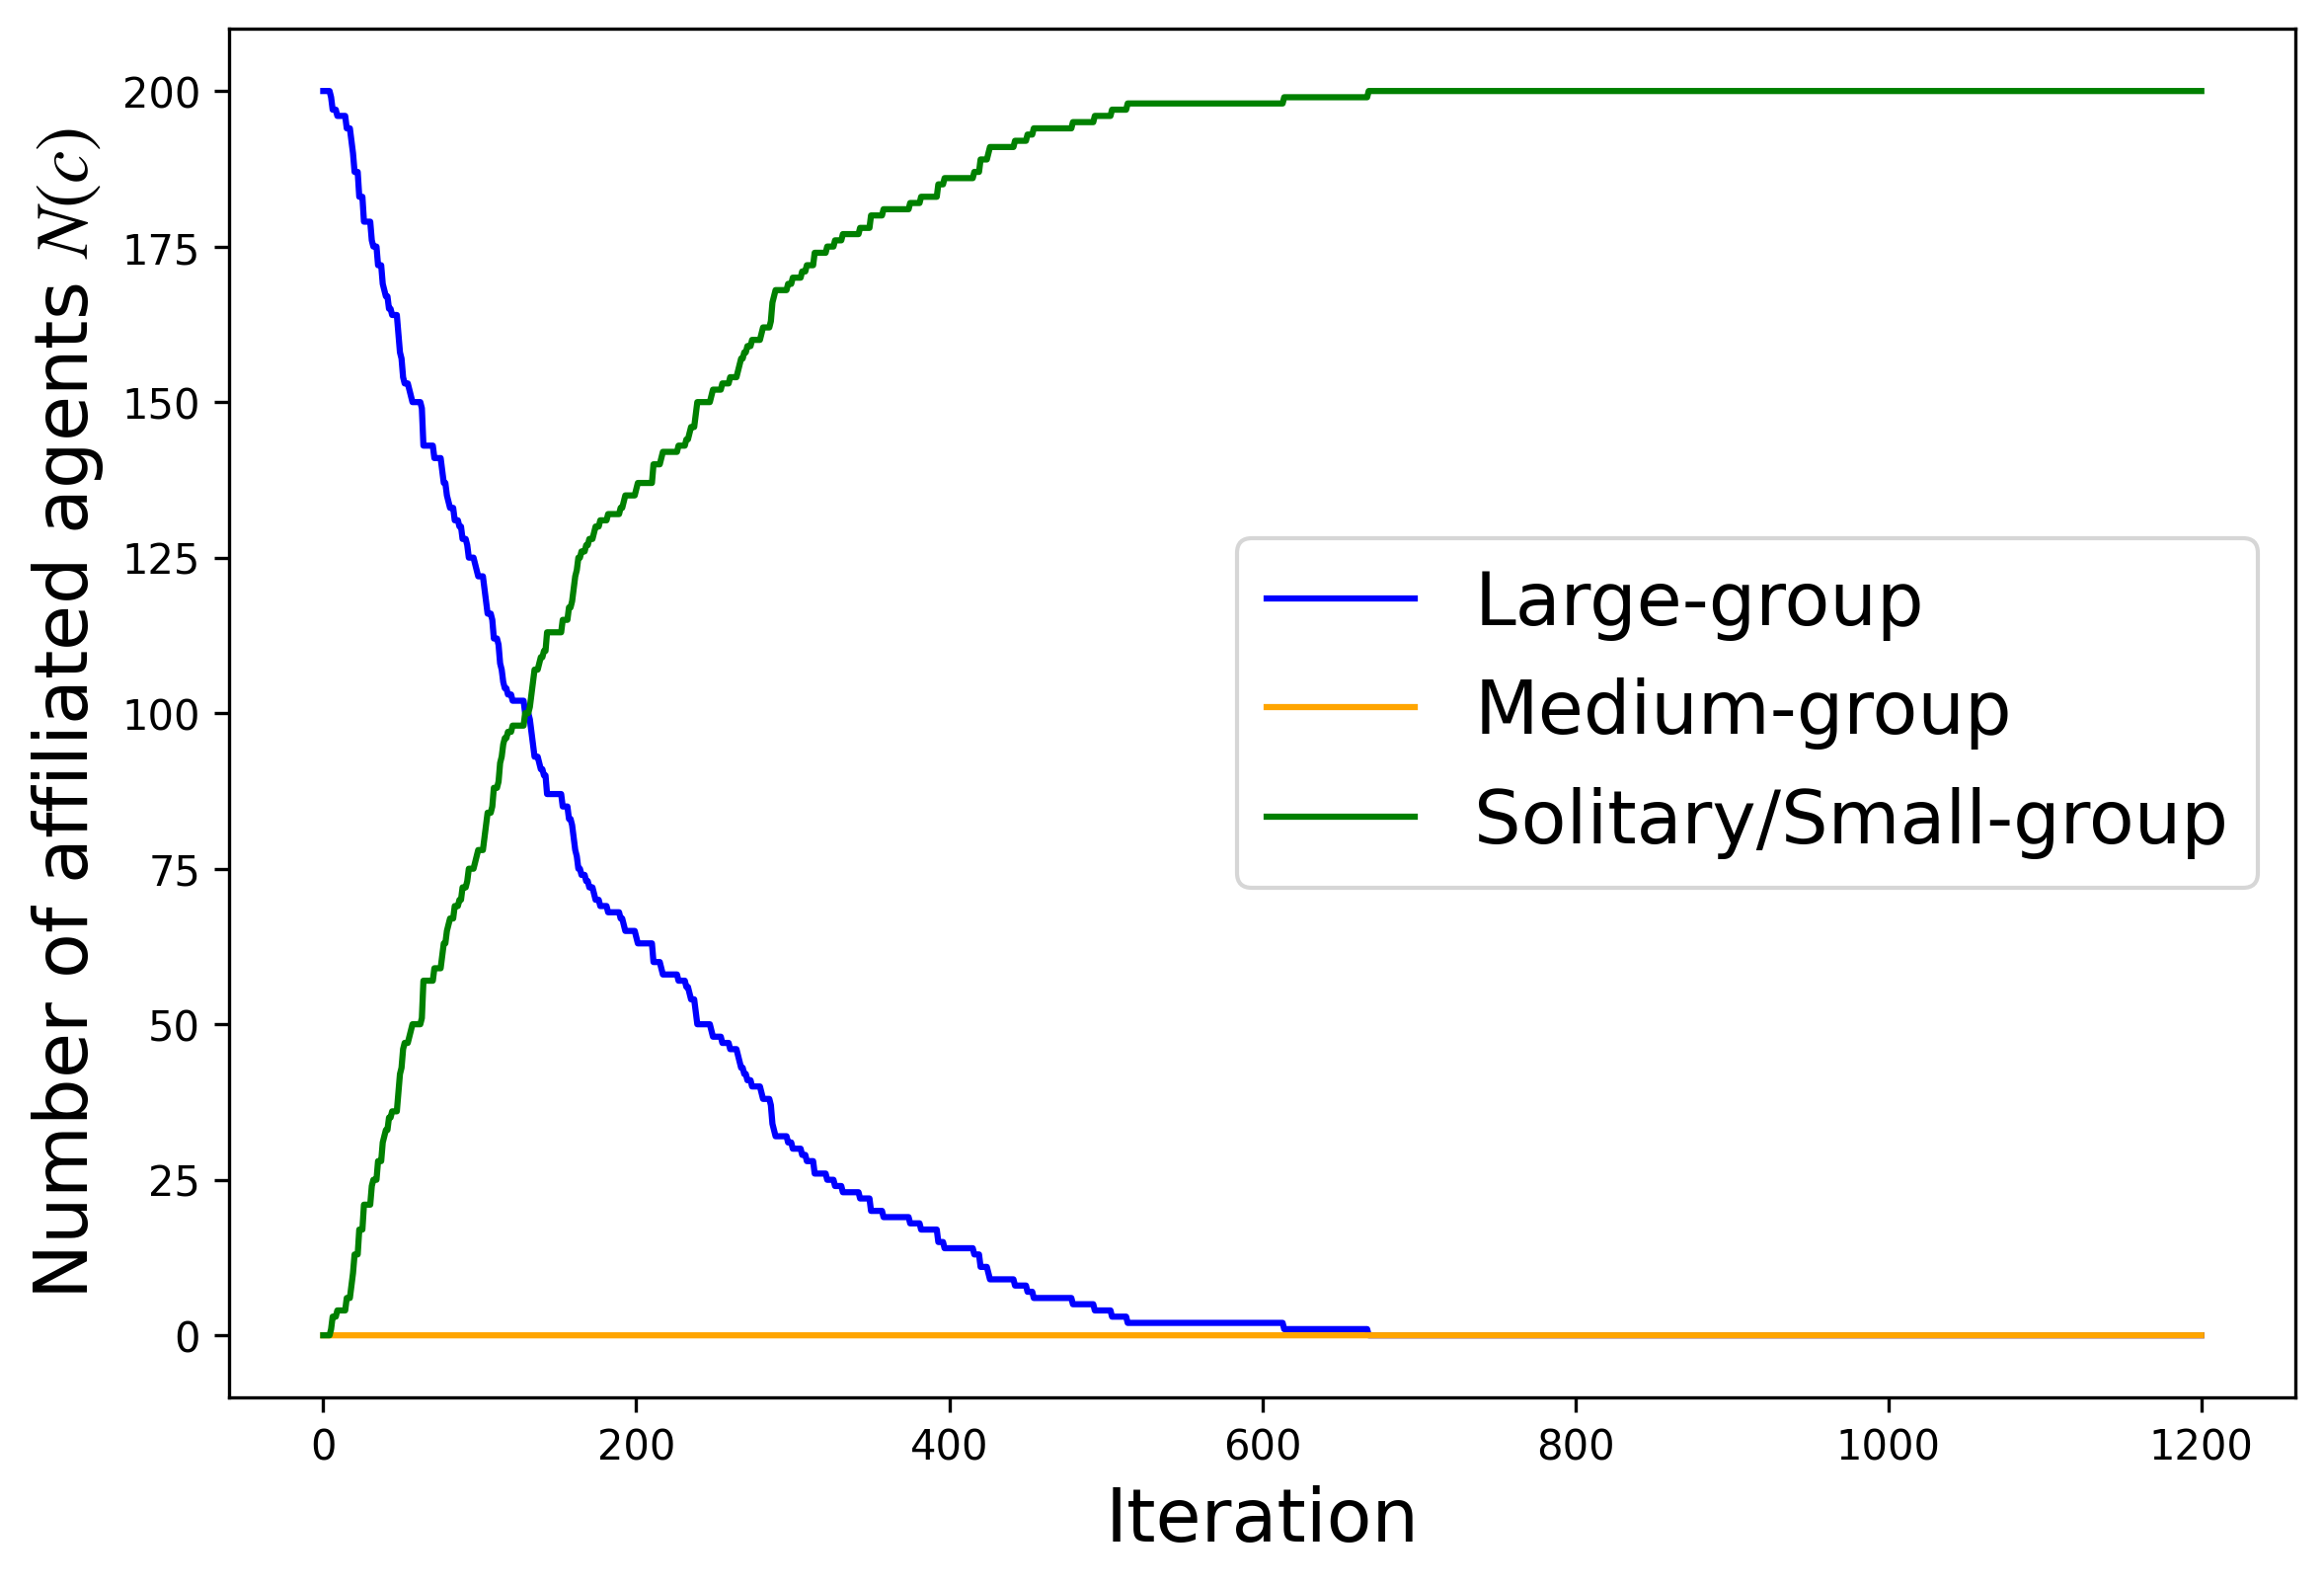 Number of affiliated agents N(c)
200
175
150
125
100
75
50
25
0
Large-group
Medium-group
Solitary/Small-group
0 200 400 600 800 1000 1200
Iteration